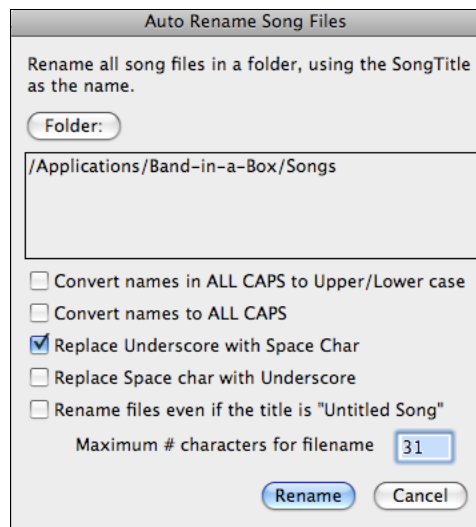 Auto Rename Song Files
Rename all song files in a folder, using the SongTitle
as the name.
Folder:
/Applications/Band-in-a-Box/Songs
Convert names in ALL CAPS to Upper/Lower case
Convert names to ALL CAPS
Replace Underscore with Space Char
Replace Space char with Underscore
Rename files even if the title is "Untitled Song"
Maximum # characters for filename 31
Rename Cancel